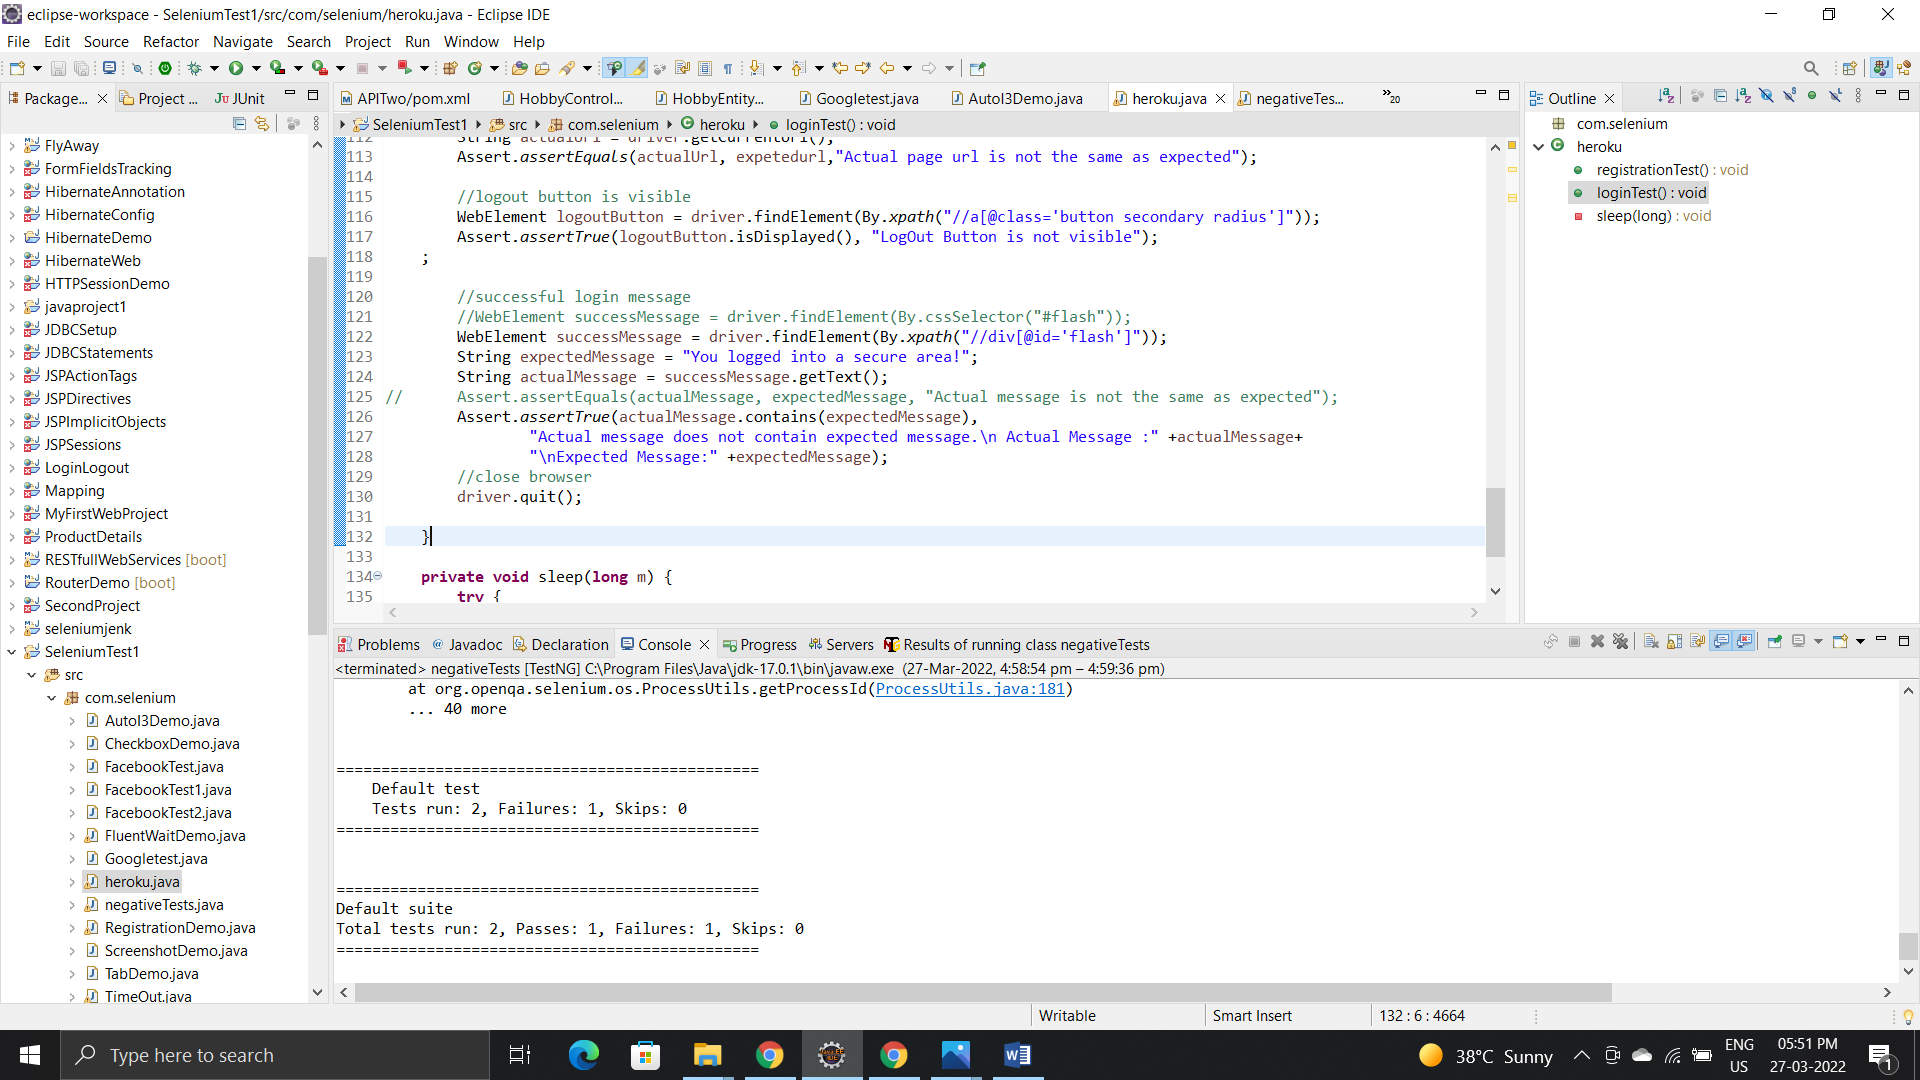 eclipse-workspace - SeleniumTest1/src/com/selenium/heroku.java - Eclipse IDE
File Edit Source Refactor Navigate Search Project Run Window Help
Package... Project ... JUnit
APITwo/pom.xml HobbyControl... HobbyEntity... Googletest.java AutoI3Demo.java heroku.java negativeTes... »20
Outline
SeleniumTest1 src com.selenium heroku loginTest() : void
FlyAway
FormFieldsTracking
HibernateAnnotation
HibernateConfig
HibernateDemo
HibernateWeb
HTTPSessionDemo
javaproject1
JDBCSetup
JDBCStatements
JSPActionTags
JSPDirectives
JSPImplicitObjects
JSPSessions
LoginLogout
Mapping
MyFirstWebProject
ProductDetails
RESTfullWebServices [boot]
RouterDemo [boot]
SecondProject
seleniumjenk
SeleniumTest1
src
com.selenium
AutoI3Demo.java
CheckboxDemo.java
FacebookTest.java
FacebookTest1.java
FacebookTest2.java
FluentWaitDemo.java
Googletest.java
heroku.java
negativeTests.java
RegistrationDemo.java
ScreenshotDemo.java
TabDemo.java
TimeOut.java
112 String actualUrl = driver.getCurrentUrl();
113 Assert.assertEquals(actualUrl, expetedurl,"Actual page url is not the same as expected");
114
115 //logout button is visible
116 WebElement logoutButton = driver.findElement(By.xpath("//a[@class='button secondary radius']"));
117 Assert.assertTrue(logoutButton.isDisplayed(), "LogOut Button is not visible");
118 ;
119
120 //successful login message
121 //WebElement successMessage = driver.findElement(By.cssSelector("#flash"));
122 WebElement successMessage = driver.findElement(By.xpath("//div[@id='flash']"));
123 String expectedMessage = "You logged into a secure area!";
124 String actualMessage = successMessage.getText();
125 // Assert.assertEquals(actualMessage, expectedMessage, "Actual message is not the same as expected");
126 Assert.assertTrue(actualMessage.contains(expectedMessage),
127 "Actual message does not contain expected message.\n Actual Message :" +actualMessage+
128 "\nExpected Message:" +expectedMessage);
129 //close browser
130 driver.quit();
131
132 }
133
134 private void sleep(long m) {
135 try {
com.selenium
heroku
registrationTest() : void
loginTest() : void
sleep(long) : void
Problems @ Javadoc Declaration Console Progress Servers Results of running class negativeTests
<terminated> negativeTests [TestNG] C:\Program Files\Java\jdk-17.0.1\bin\javaw.exe (27-Mar-2022, 4:58:54 pm – 4:59:36 pm)
at org.openqa.selenium.os.ProcessUtils.getProcessId(ProcessUtils.java:181)
... 40 more
===============================================
Default test
Tests run: 2, Failures: 1, Skips: 0
===============================================
===============================================
Default suite
Total tests run: 2, Passes: 1, Failures: 1, Skips: 0
===============================================
Writable Smart Insert 132 : 6 : 4664
Type here to search
38°C Sunny
ENG
US
05:51 PM
27-03-2022
1